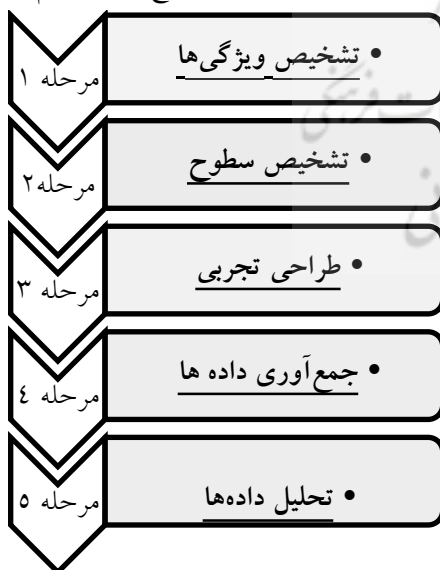 • تشخیص ویژگی‌ها
مرحله ۱
• تشخیص سطوح
مرحله۲
• طراحی تجربی
مرحله ۳
• جمع‌آوری داده ها
مرحله ٤
• تحلیل داده‌ها
مرحله ٥